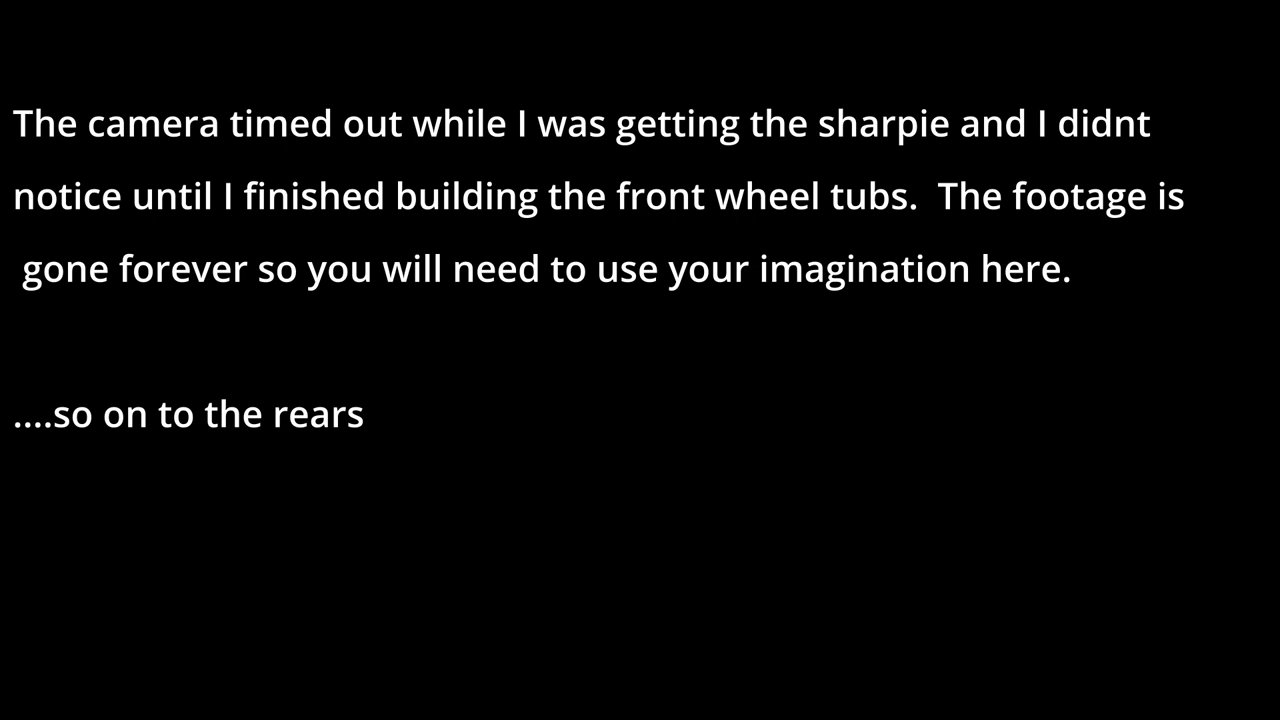 The camera timed out while I was getting the sharpie and I didnt
notice until I finished building the front wheel tubs.  The footage is
gone forever so you will need to use your imagination here.
....so on to the rears